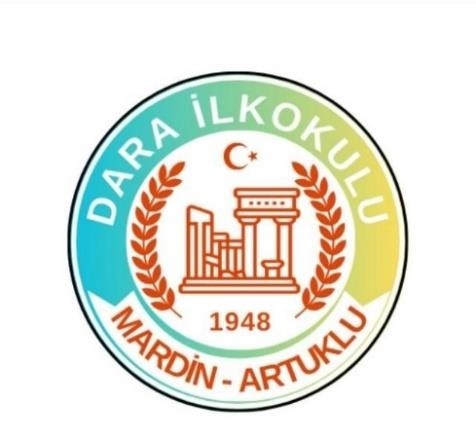 DARA İLKOKULU
1948
MARDİN - ARTUKLU